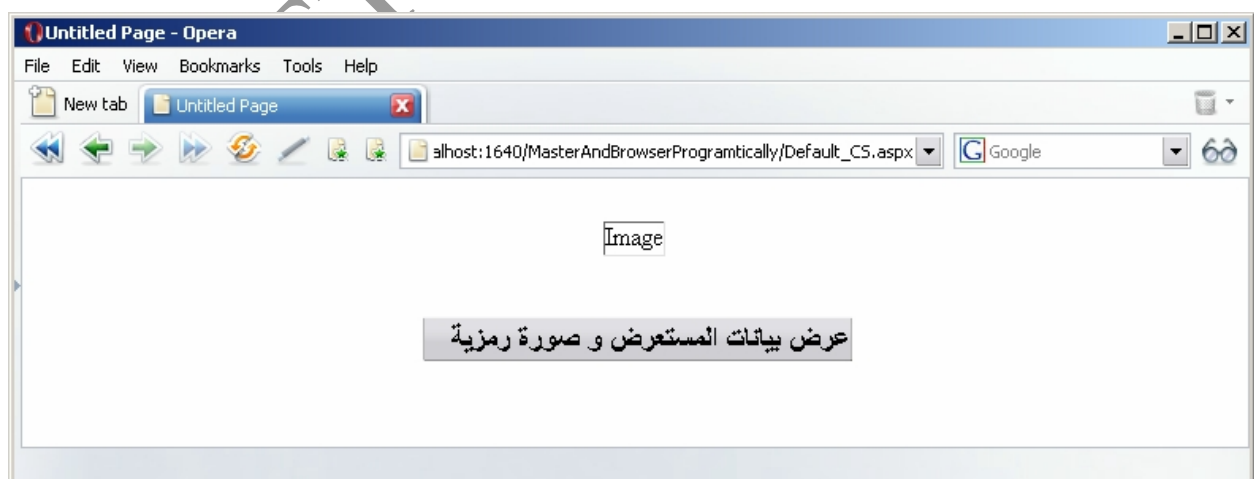 Untitled Page - Opera
File Edit View Bookmarks Tools Help
New tab Untitled Page
alhost:1640/MasterAndBrowserProgramtically/Default_CS.aspx G Google
Image
عرض بيانات المستعرض و صورة رمزية